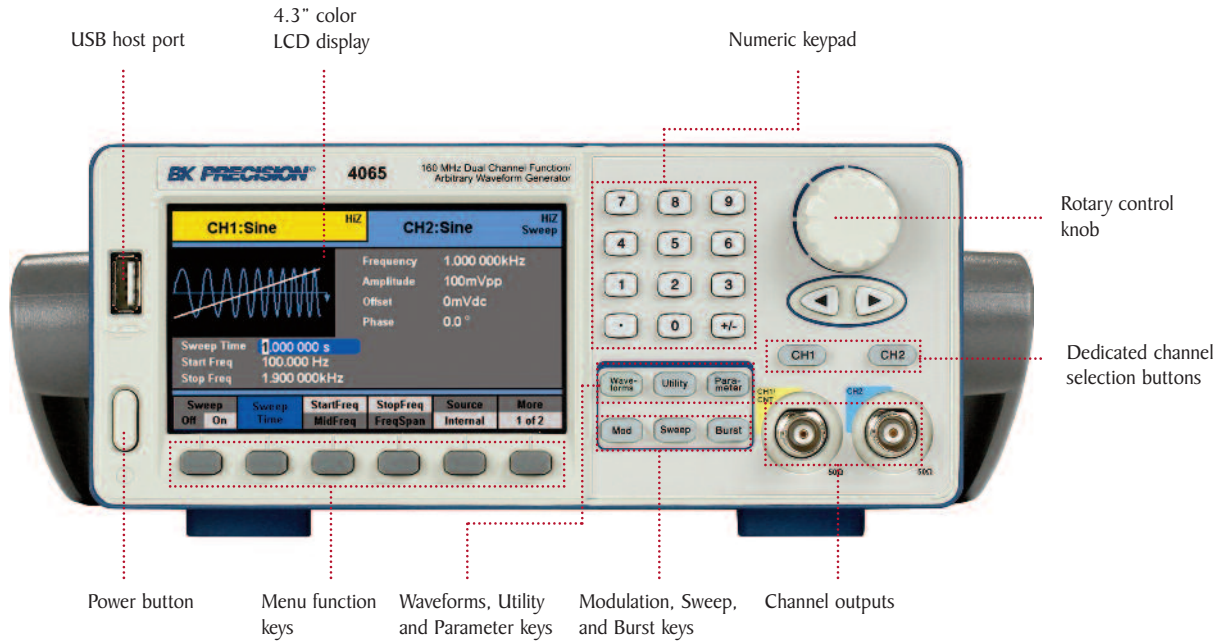 4.3” color
LCD display
USB host port
Numeric keypad
BK PRECISION®
4065
160 MHz Dual Channel Function/
Arbitrary Waveform Generator
CH1:Sine
HiZ
CH2:Sine
HiZ
Sweep
Frequency 1.000 000kHz
Amplitude 100mVpp
Offset 0mVdc
Phase 0.0 °
Sweep Time 1.000 000 s
Start Freq 100.000 Hz
Stop Freq 1.900 000kHz
Sweep
Off On
Sweep
Time
StartFreq
MidFreq
StopFreq
FreqSpan
Source
Internal
More
1 of 2
7 8 9
4 5 6
1 2 3
· 0 +/-
Wave-
forms
Utility
Para-
meter
Mod Sweep Burst
Rotary control
knob
CH1 CH2
Dedicated channel
selection buttons
CH1/
CNT
CH2
50Ω
50Ω
Power button
Menu function
keys
Waveforms, Utility
and Parameter keys
Modulation, Sweep,
and Burst keys
Channel outputs